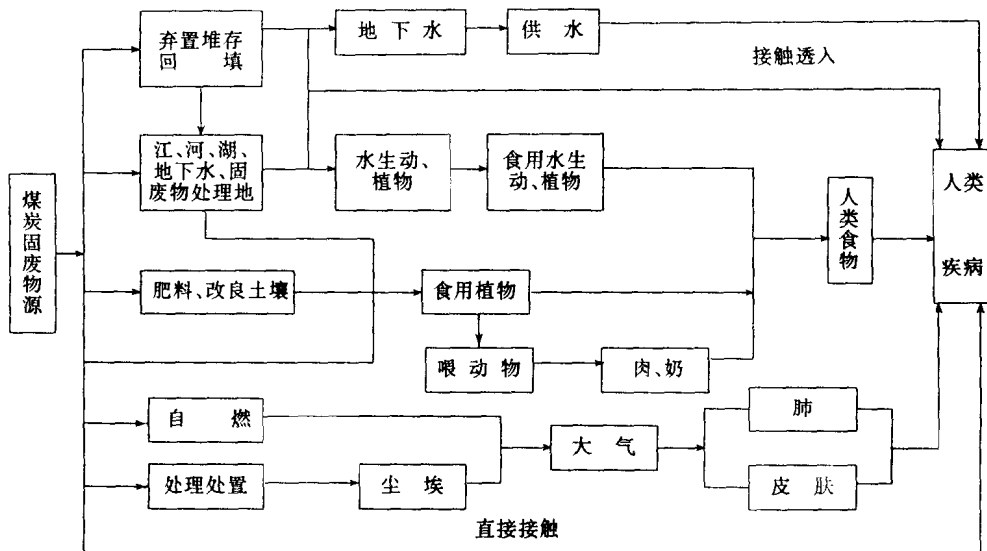 弃置堆存
回填
地下水
供水
接触透入
江、河、湖、
地下水、固
废物处理地
水生动、
植物
食用水生
动、植物
煤炭固废物源
人类食物
人类
疾病
肥料、改良土壤
食用植物
喂动物
肉、奶
自燃
大气
肺
处理处置
尘埃
皮肤
直接接触